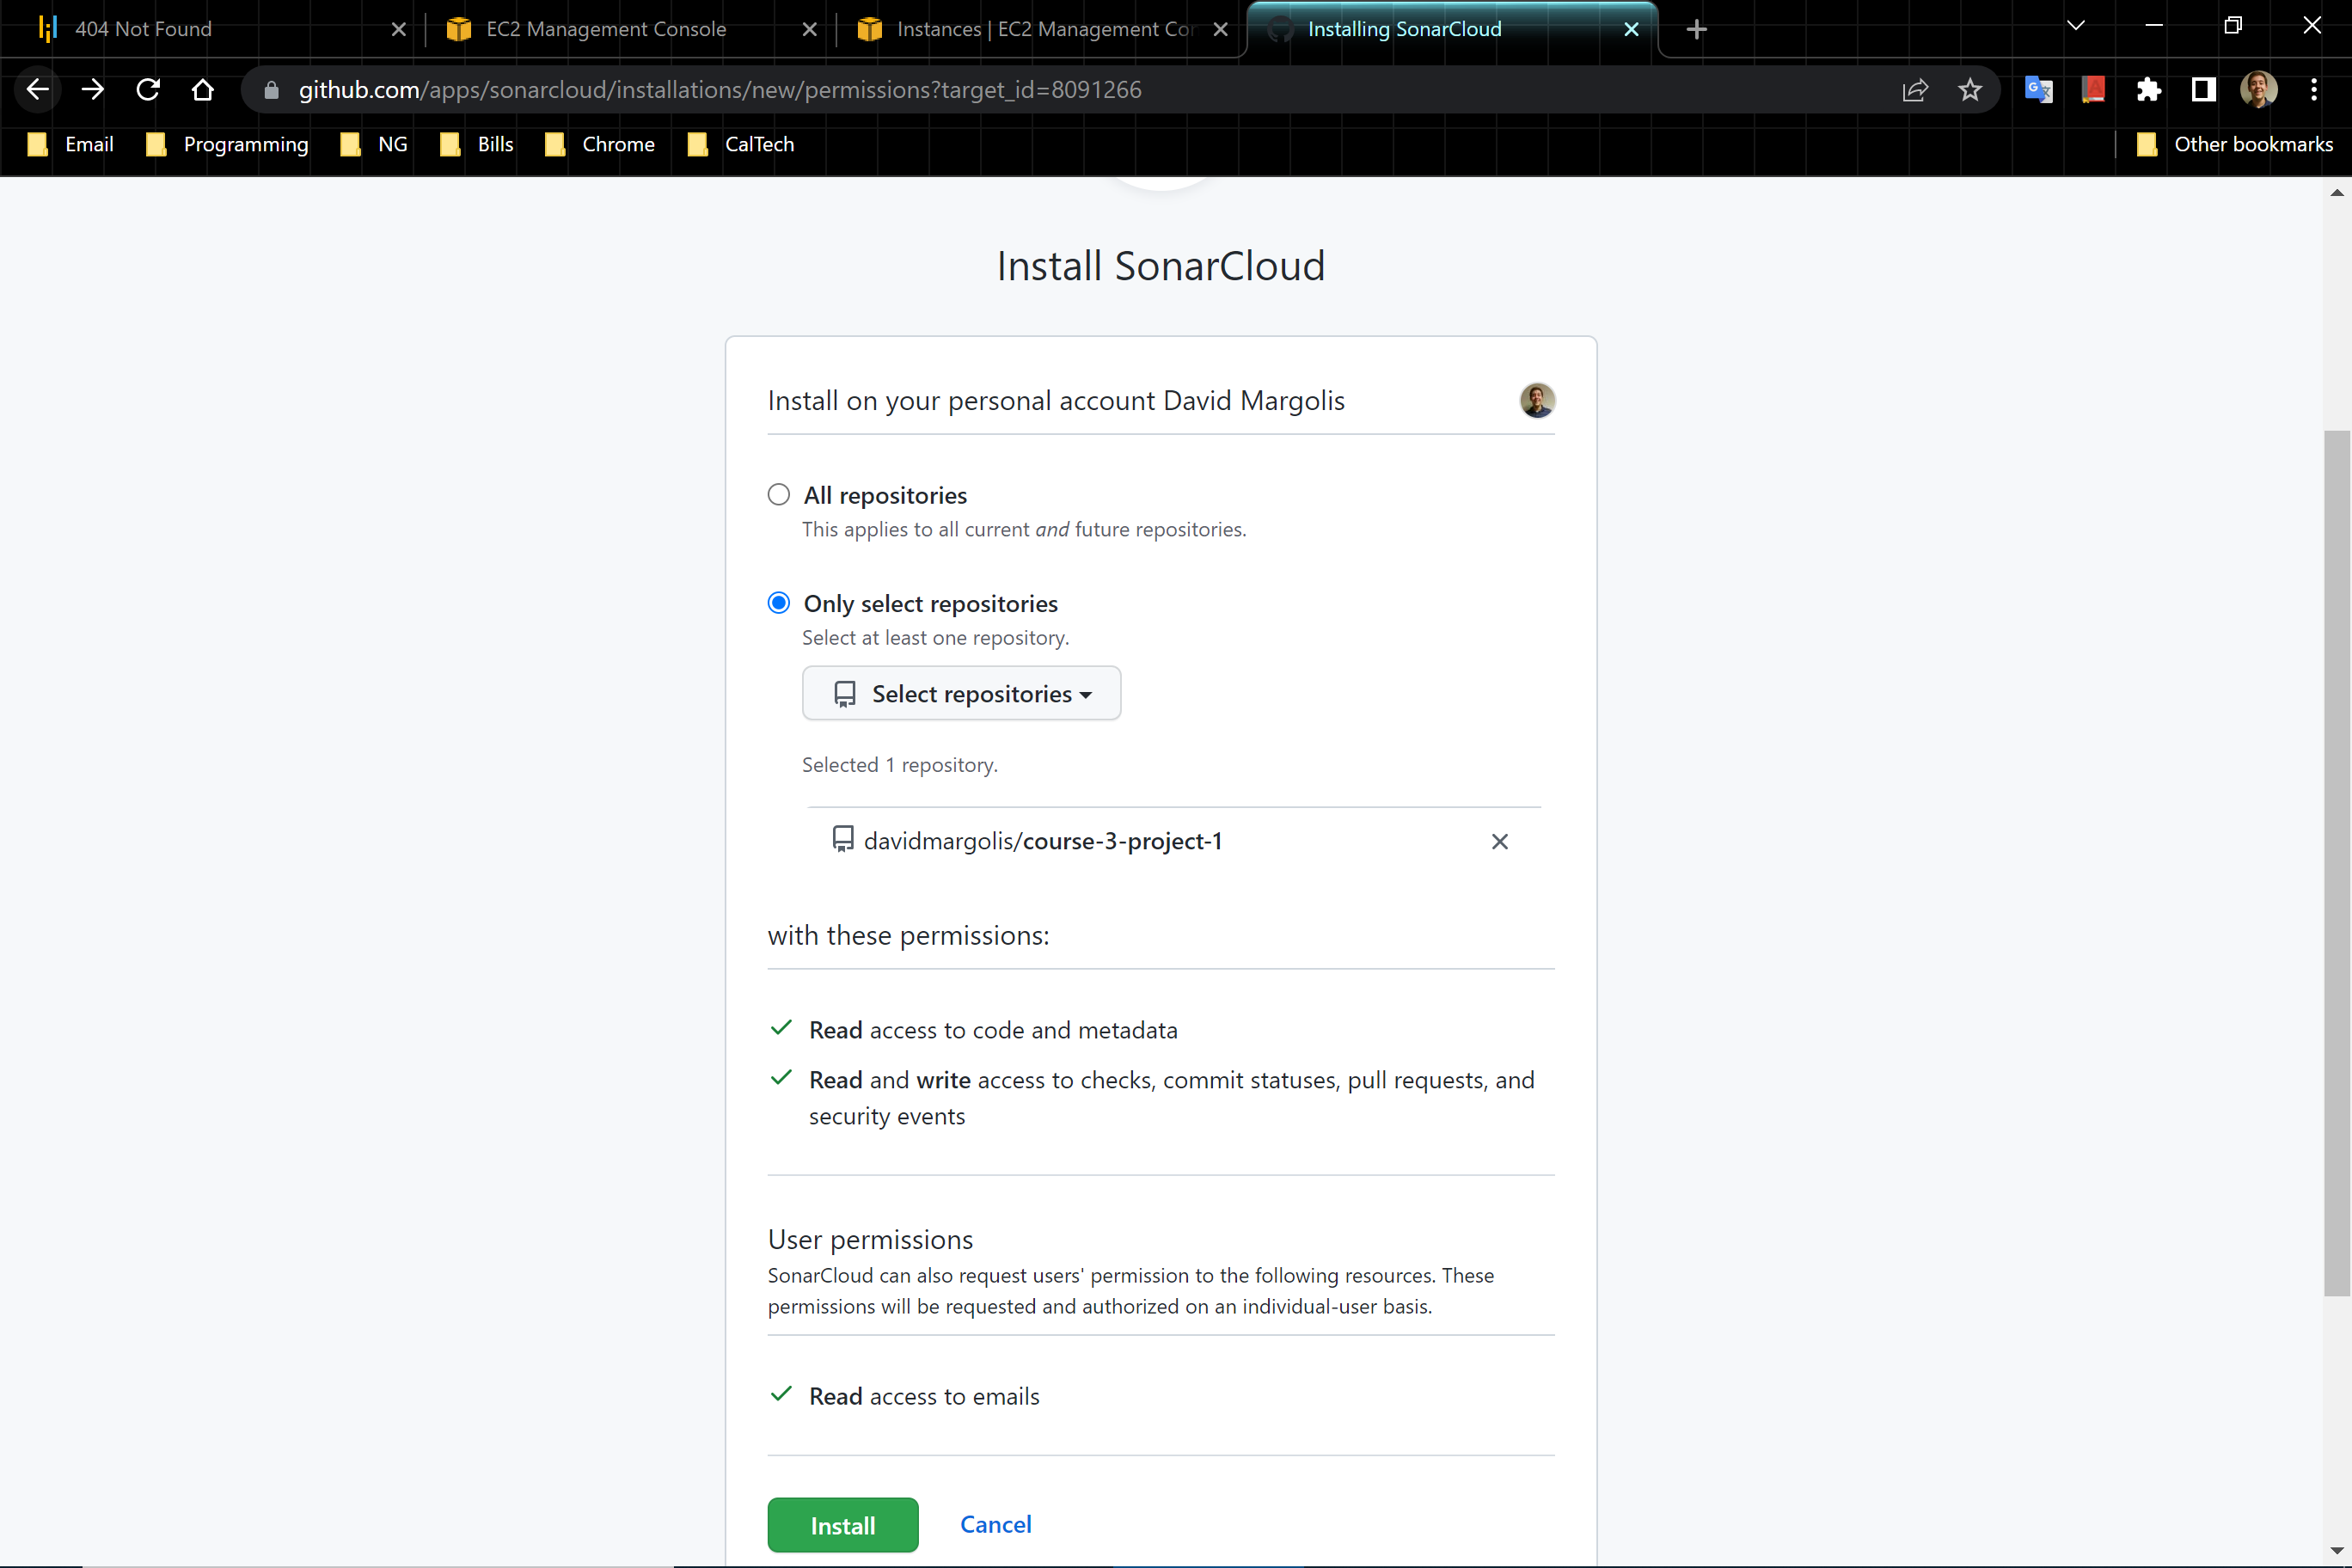 404 Not Found
EC2 Management Console
Instances | EC2 Management Con
Installing SonarCloud
github.com/apps/sonarcloud/installations/new/permissions?target_id=8091266
Email
Programming
NG
Bills
Chrome
CalTech
Other bookmarks
Install SonarCloud
Install on your personal account David Margolis
All repositories
This applies to all current and future repositories.
Only select repositories
Select at least one repository.
Select repositories
Selected 1 repository.
davidmargolis/course-3-project-1
with these permissions:
Read access to code and metadata
Read and write access to checks, commit statuses, pull requests, and
security events
User permissions
SonarCloud can also request users' permission to the following resources. These
permissions will be requested and authorized on an individual-user basis.
Read access to emails
Install
Cancel